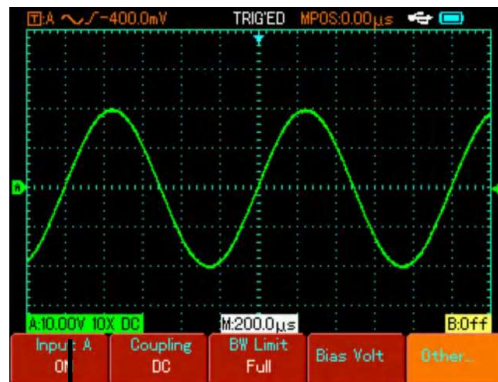 T:A -400.0mV TRIG'ED MPOS:0.00µs
A
A:10.00V 10X DC M:200.0µs B:Off
Input A Coupling BW Limit Bias Volt Other...
ON DC Full